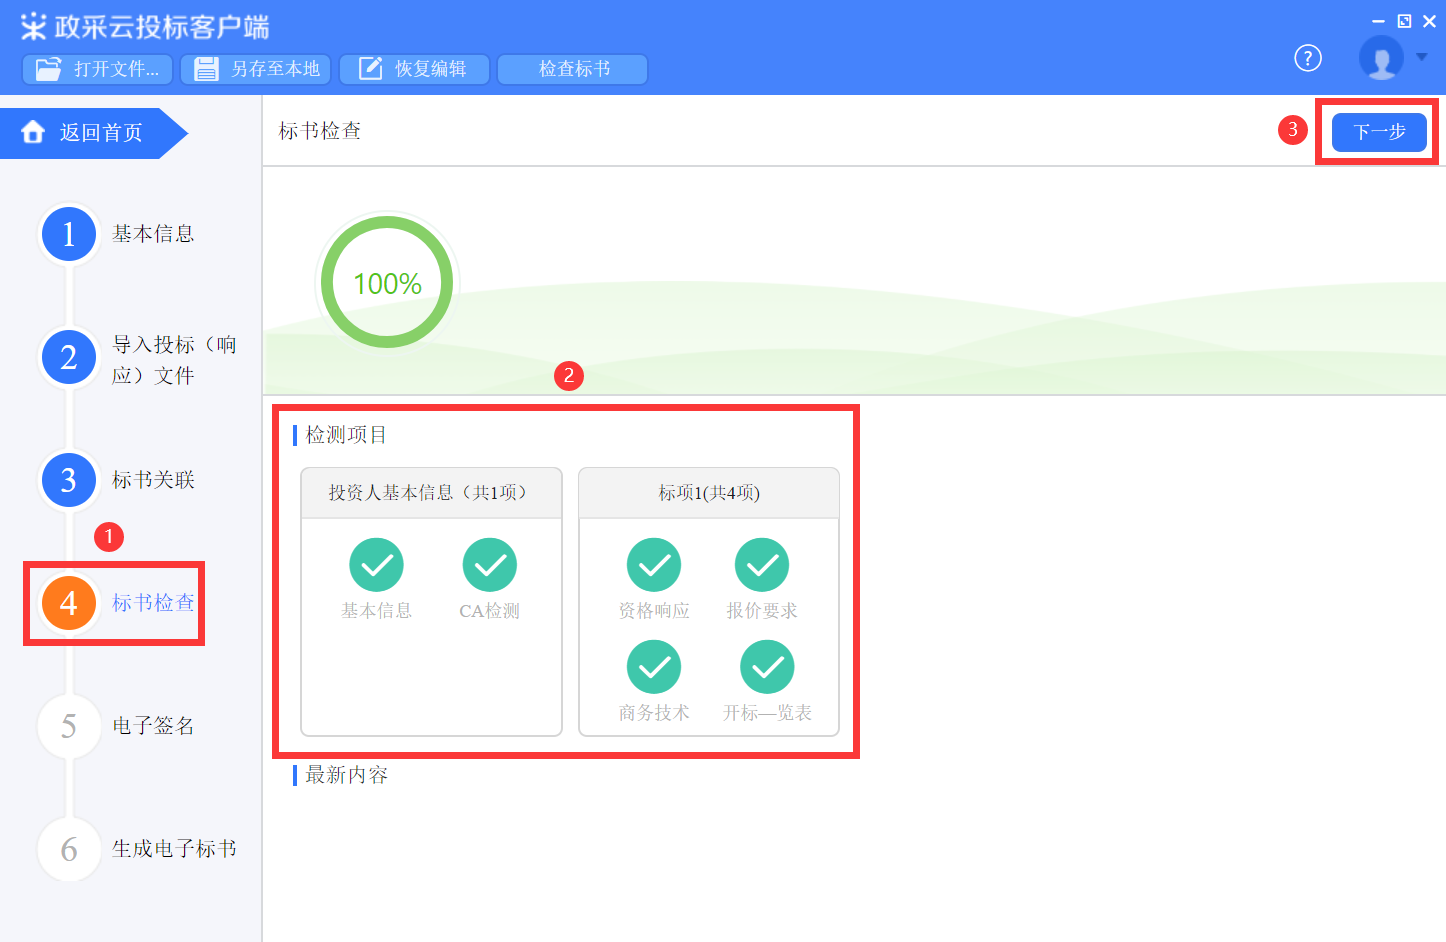 政采云投标客户端
打开文件...
另存至本地
恢复编辑
检查标书
?
返回首页
标书检查
3
下一步
1
基本信息
100%
2
导入投标（响
应）文件
2
检测项目
3
标书关联
投资人基本信息（共1项）
标项1(共4项)
1
基本信息
CA检测
资格响应
报价要求
4
标书检查
商务技术
开标—览表
5
电子签名
最新内容
6
生成电子标书